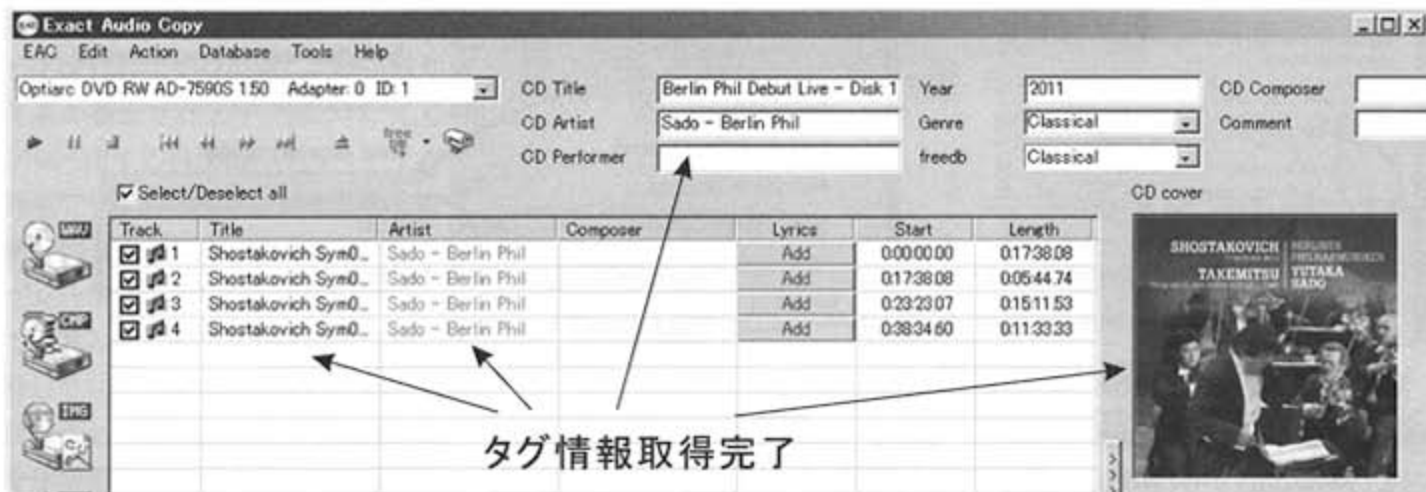 Exact Audio Copy
EAC Edit Action Database Tools Help
Optiarc DVD RW AD-7590S 1.50 Adapter: 0 ID: 1
CD Title Berlin Phil Debut Live - Disk 1 Year 2011 CD Composer
CD Artist Sado - Berlin Phil Genre Classical Comment
CD Performer freedb Classical
Select/Deselect all
CD cover
Track Title Artist Composer Lyrics Start Length
1 Shostakovich Sym0... Sado - Berlin Phil Add 0:00:00.00 0:17:38.08
2 Shostakovich Sym0... Sado - Berlin Phil Add 0:17:38.08 0:05:44.74
3 Shostakovich Sym0... Sado - Berlin Phil Add 0:23:23.07 0:15:11.53
4 Shostakovich Sym0... Sado - Berlin Phil Add 0:38:34.60 0:11:33.33
WAV
CMP
IMG
SHOSTAKOVICH
TAKEMITSU
BERLINER
PHILHARMONIKER
YUTAKA
SADO
タグ情報取得完了